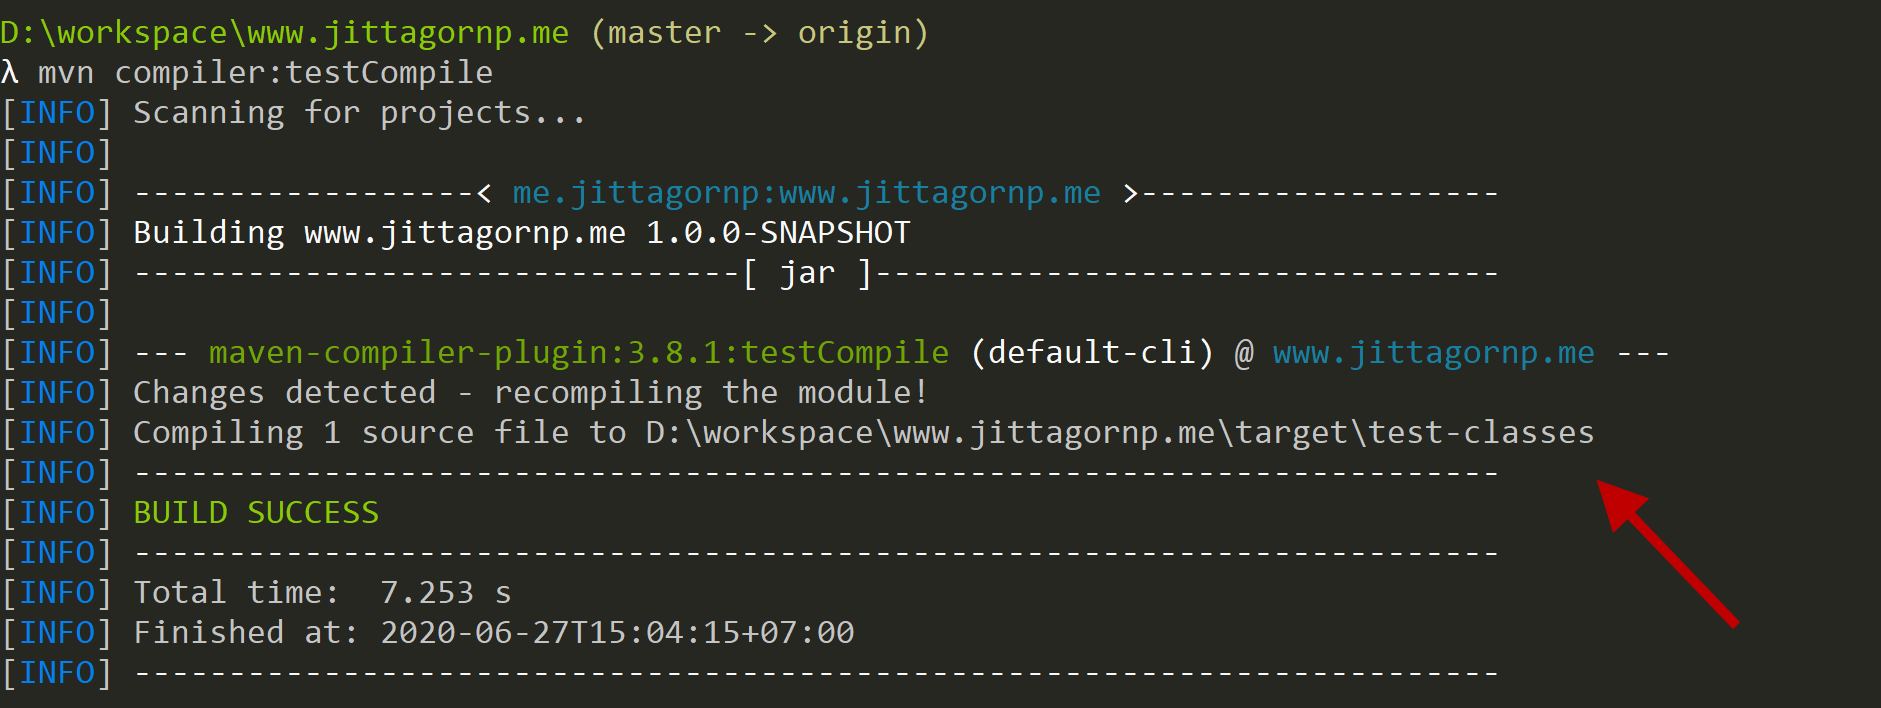 D:\workspace\www.jittagornp.me (master -> origin)
λ mvn compiler:testCompile
[INFO] Scanning for projects...
[INFO]
[INFO] ------------------< me.jittagornp:www.jittagornp.me >-------------------
[INFO] Building www.jittagornp.me 1.0.0-SNAPSHOT
[INFO] --------------------------------[ jar ]---------------------------------
[INFO]
[INFO] --- maven-compiler-plugin:3.8.1:testCompile (default-cli) @ www.jittagornp.me ---
[INFO] Changes detected - recompiling the module!
[INFO] Compiling 1 source file to D:\workspace\www.jittagornp.me\target\test-classes
[INFO] ------------------------------------------------------------------------
[INFO] BUILD SUCCESS
[INFO] ------------------------------------------------------------------------
[INFO] Total time:  7.253 s
[INFO] Finished at: 2020-06-27T15:04:15+07:00
[INFO] ------------------------------------------------------------------------